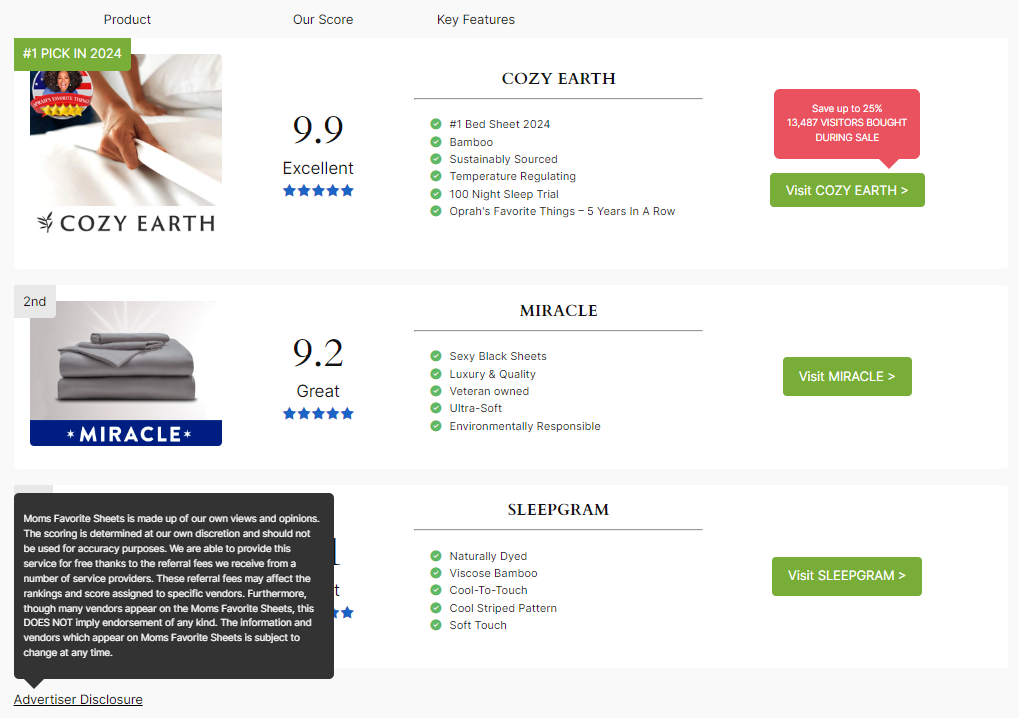 Product Our Score Key Features
#1 PICK IN 2024
OPRAH'S FAVORITE THINGS
COZY EARTH
9.9
Excellent
COZY EARTH
#1 Bed Sheet 2024
Bamboo
Sustainably Sourced
Temperature Regulating
100 Night Sleep Trial
Oprah's Favorite Things – 5 Years In A Row
Save up to 25%
13,487 VISITORS BOUGHT
DURING SALE
Visit COZY EARTH >
2nd
MIRACLE
9.2
Great
MIRACLE
Sexy Black Sheets
Luxury & Quality
Veteran owned
Ultra-Soft
Environmentally Responsible
Visit MIRACLE >
SLEEPGRAM
Naturally Dyed
Viscose Bamboo
Cool-To-Touch
Cool Striped Pattern
Soft Touch
Visit SLEEPGRAM >
Moms Favorite Sheets is made up of our own views and opinions.
The scoring is determined at our own discretion and should not
be used for accuracy purposes. We are able to provide this
service for free thanks to the referral fees we receive from a
number of service providers. These referral fees may affect the
rankings and score assigned to specific vendors. Furthermore,
though many vendors appear on the Moms Favorite Sheets, this
DOES NOT imply endorsement of any kind. The information and
vendors which appear on Moms Favorite Sheets is subject to
change at any time.
Advertiser Disclosure